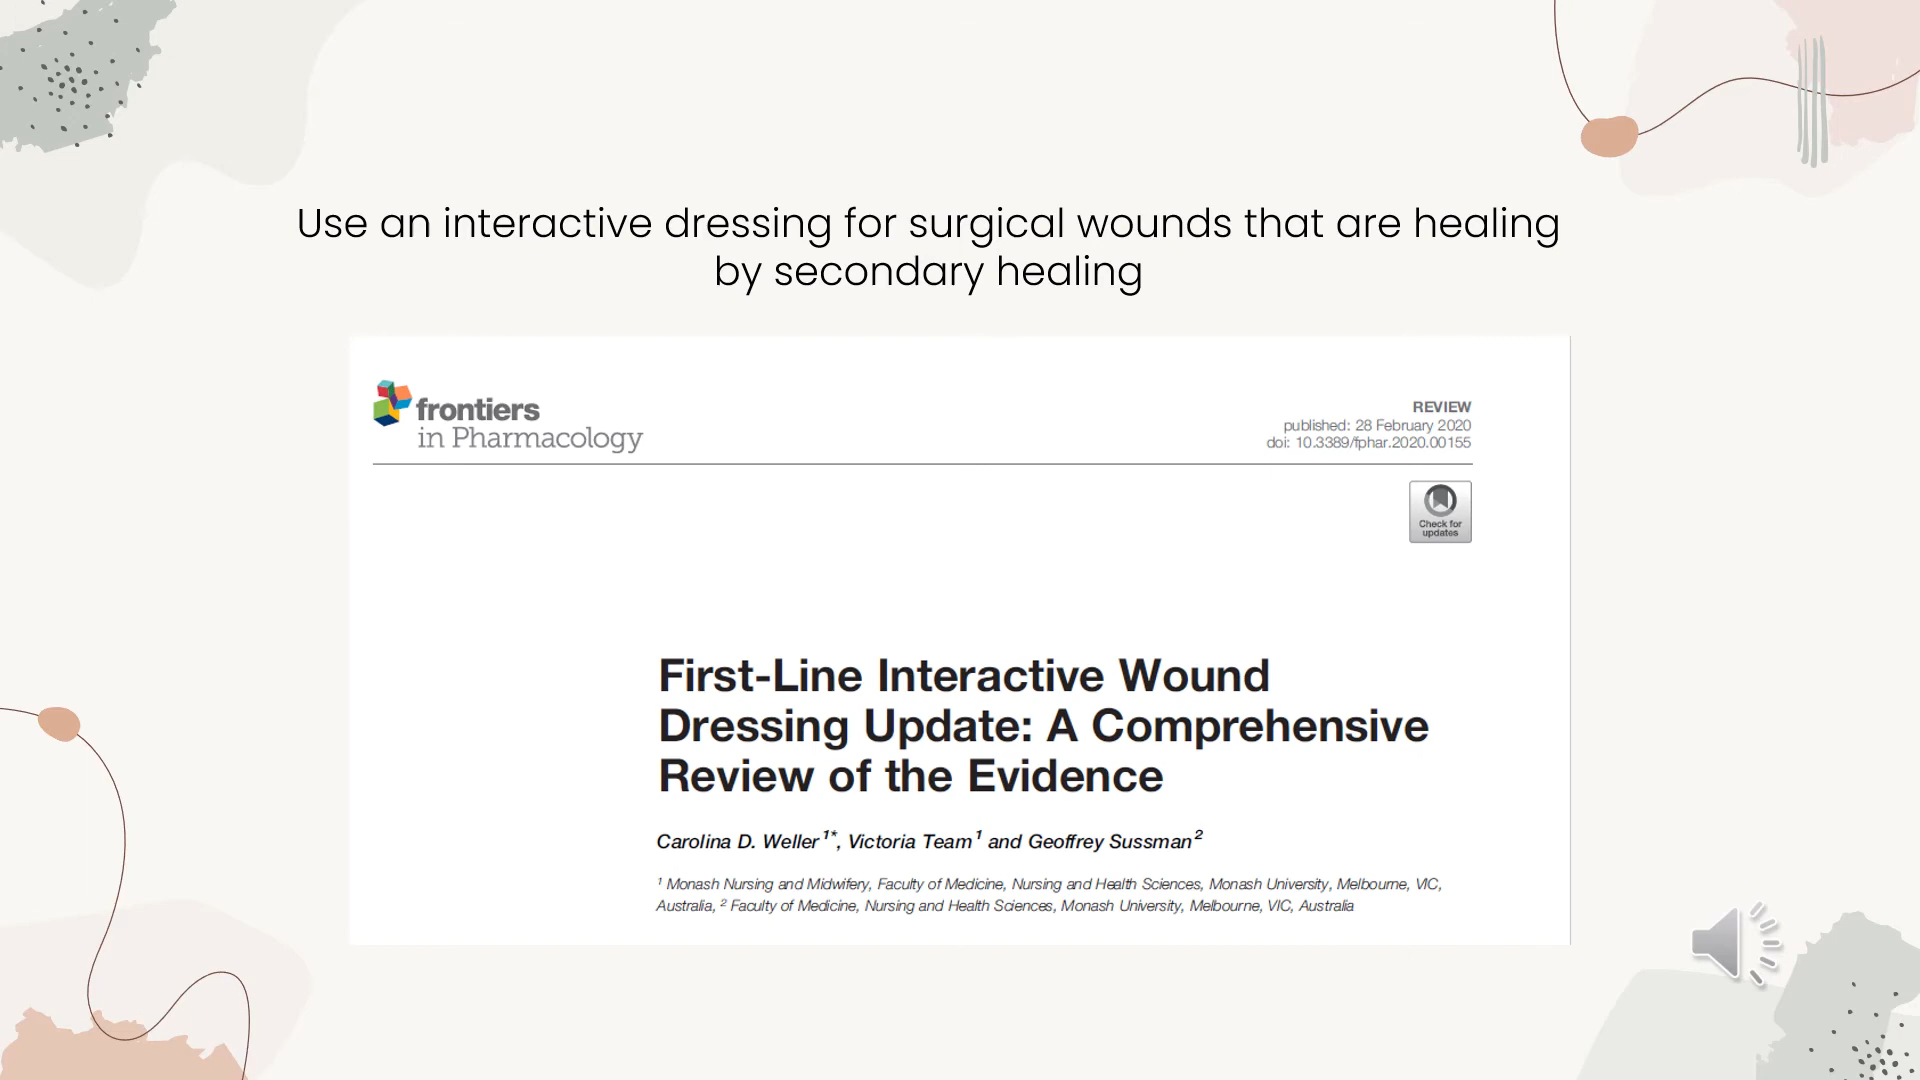 Use an interactive dressing for surgical wounds that are healing
by secondary healing
frontiers
in Pharmacology
REVIEW
published: 28 February 2020
doi: 10.3389/fphar.2020.00155
Check for
updates
First-Line Interactive Wound
Dressing Update: A Comprehensive
Review of the Evidence
Carolina D. Weller 1*, Victoria Team 1 and Geoffrey Sussman 2
1 Monash Nursing and Midwifery, Faculty of Medicine, Nursing and Health Sciences, Monash University, Melbourne, VIC,
Australia, 2 Faculty of Medicine, Nursing and Health Sciences, Monash University, Melbourne, VIC, Australia